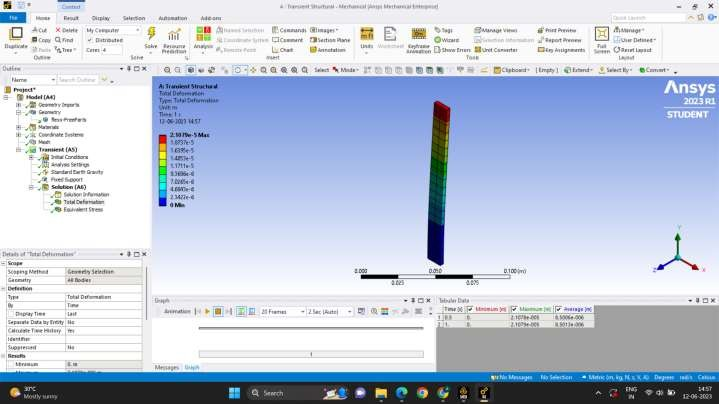 Context
A : Transient Structural - Mechanical [Ansys Mechanical Enterprise]
File Home Result Display Selection Automation Add-ons Quick Launch
Duplicate Cut Copy Paste Delete Find Tree My Computer Distributed Cores 4 Solve Resource Prediction Analysis
Named Selection Coordinate System Remote Point Commands Comment Chart Images Section Plane Annotation
Units Worksheet Keyframe Animation Tags Wizard Show Errors Manage Views Selection Information Unit Converter Print Preview Report Preview Key Assignments Full Screen Manage User Defined Reset Layout
Outline Solve Insert Tools Layout
Select Mode Clipboard [ Empty ] Extend Select By Convert
Outline
Name Search Outline
Project*
Model (A4)
Geometry Imports
Geometry
Materials
Coordinate Systems
Mesh
Transient (A5)
Initial Conditions
Analysis Settings
Standard Earth Gravity
Fixed Support
Solution (A6)
Solution Information
Total Deformation
Equivalent Stress
A: Transient Structural
Total Deformation
Type: Total Deformation
Unit: m
Time: 1 s
12-06-2023 14:57
2.1079e-5 Max
1.8737e-5
1.6395e-5
1.4053e-5
1.1711e-5
9.3686e-6
7.0265e-6
4.6843e-6
2.3422e-6
0 Min
Ansys
2023 R1
STUDENT
Y
Z X
0.000 0.050 0.100 (m)
0.025 0.075
Details of "Total Deformation"
Scope
Scoping Method Geometry Selection
Geometry All Bodies
Definition
Type Total Deformation
By Time
Display Time Last
Separate Data by Entity No
Calculate Time History Yes
Identifier
Suppressed No
Results
Minimum 0. m
Graph
Animation 20 Frames 2 Sec (Auto)
1
Messages Graph
Tabular Data
Time [s] Minimum [m] Maximum [m] Average [m]
1 0.5 0. 2.1078e-005 8.5006e-006
2 1. 0. 2.1079e-005 8.5013e-006
No Messages No Selection Metric (m, kg, N, s, V, A) Degrees rad/s Celsius
30°C
Mostly sunny
Search
ENG
IN
14:57
12-06-2023